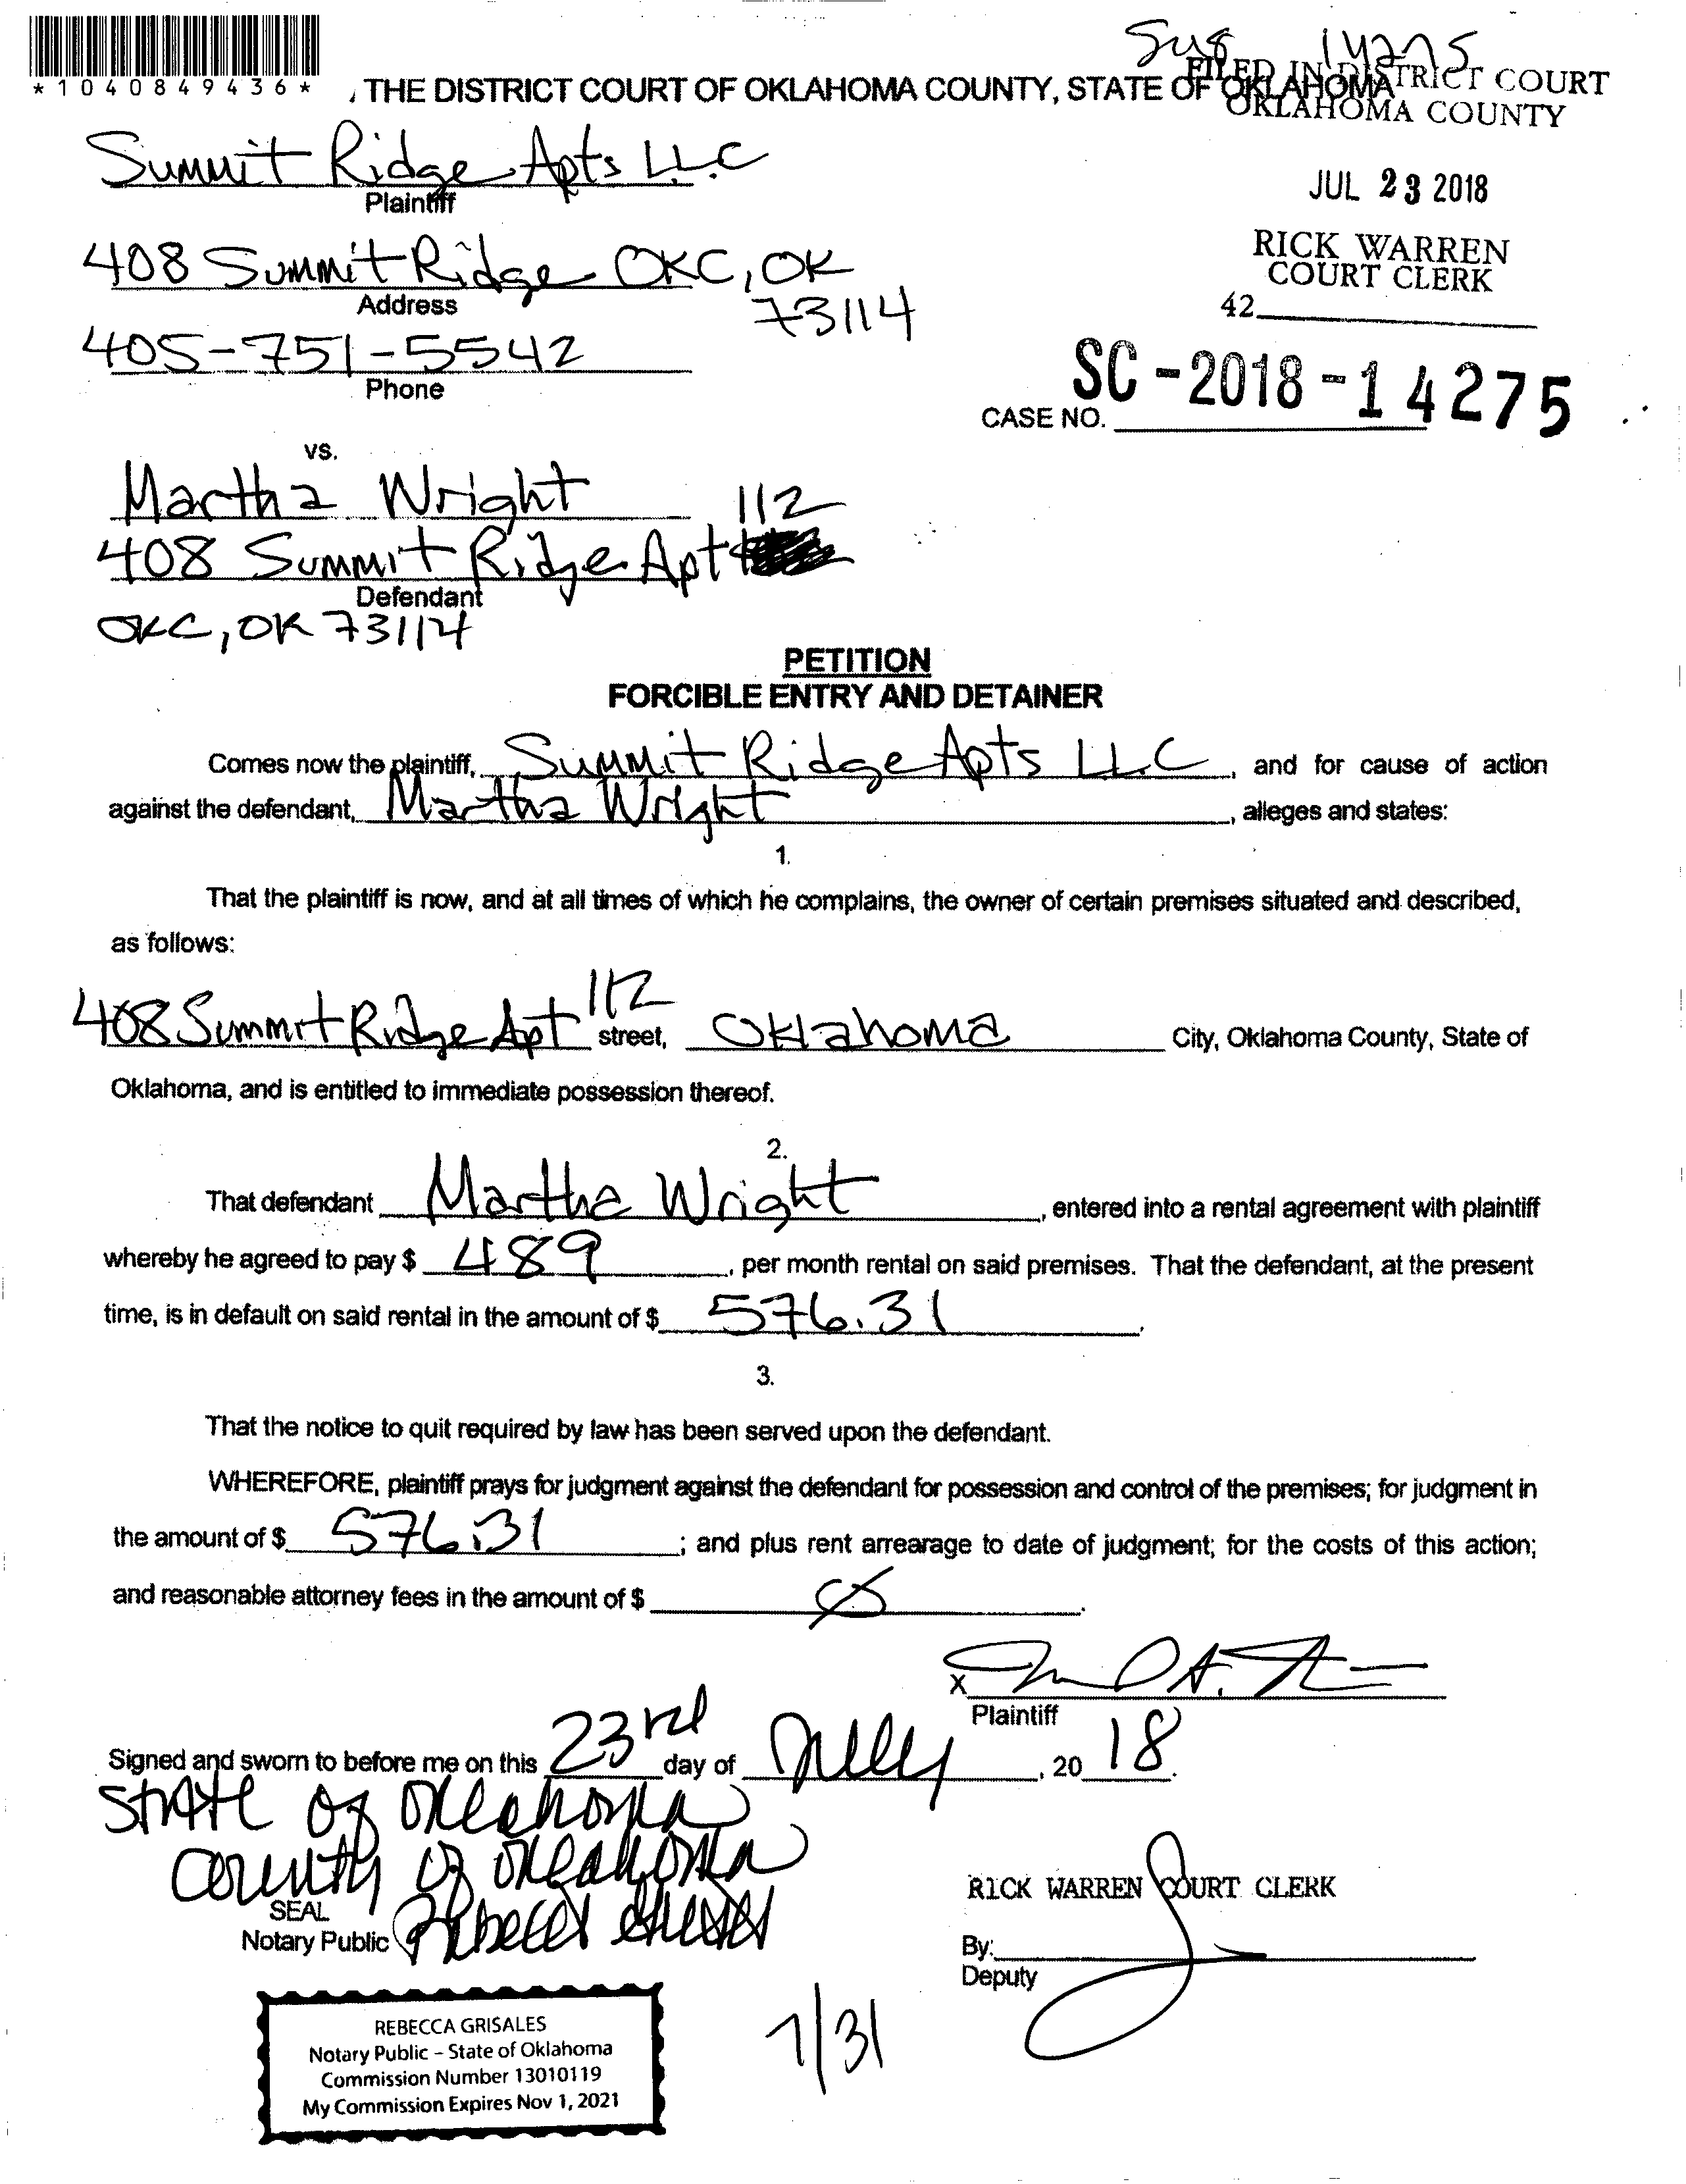 *10408494 36*
Sug 14275
, THE DISTRICT COURT OF OKLAHOMA COUNTY, STATE OF OKLAHOMA
FILED IN DISTRICT COURT
OKLAHOMA COUNTY
Summit Ridge Apts LLC
Plaintiff
JUL 23 2018
408 Summit Ridge OKC, OK
73114
Address
RICK WARREN
COURT CLERK
42
405-751-5542
Phone
SC-2018-14275
CASE NO.
vs.
Martha Wright
112
408 Summit Ridge Apt
Defendant
OKC, OK 73114
PETITION
FORCIBLE ENTRY AND DETAINER
Comes now the plaintiff, Summit Ridge Apts LLC, and for cause of action
against the defendant, Martha Wright, alleges and states:
1.
That the plaintiff is now, and at all times of which he complains, the owner of certain premises situated and described,
as follows:
408 Summit Ridge Apt 112 street, Oklahoma City, Oklahoma County, State of
Oklahoma, and is entitled to immediate possession thereof.
2.
That defendant Martha Wright, entered into a rental agreement with plaintiff
whereby he agreed to pay $ 489, per month rental on said premises. That the defendant, at the present
time, is in default on said rental in the amount of $ 576.31.
3.
That the notice to quit required by law has been served upon the defendant.
WHEREFORE, plaintiff prays for judgment against the defendant for possession and control of the premises; for judgment in
the amount of $ 576.31; and plus rent arrearage to date of judgment; for the costs of this action;
and reasonable attorney fees in the amount of $ Ø.
X
Plaintiff
Signed and sworn to before me on this 23rd day of July, 2018.
State of Oklahoma
County of Oklahoma
SEAL
Notary Public Rebecca Grisales
RICK WARREN COURT CLERK
By:
Deputy
REBECCA GRISALES
Notary Public – State of Oklahoma
Commission Number 13010119
My Commission Expires Nov 1, 2021
7/31